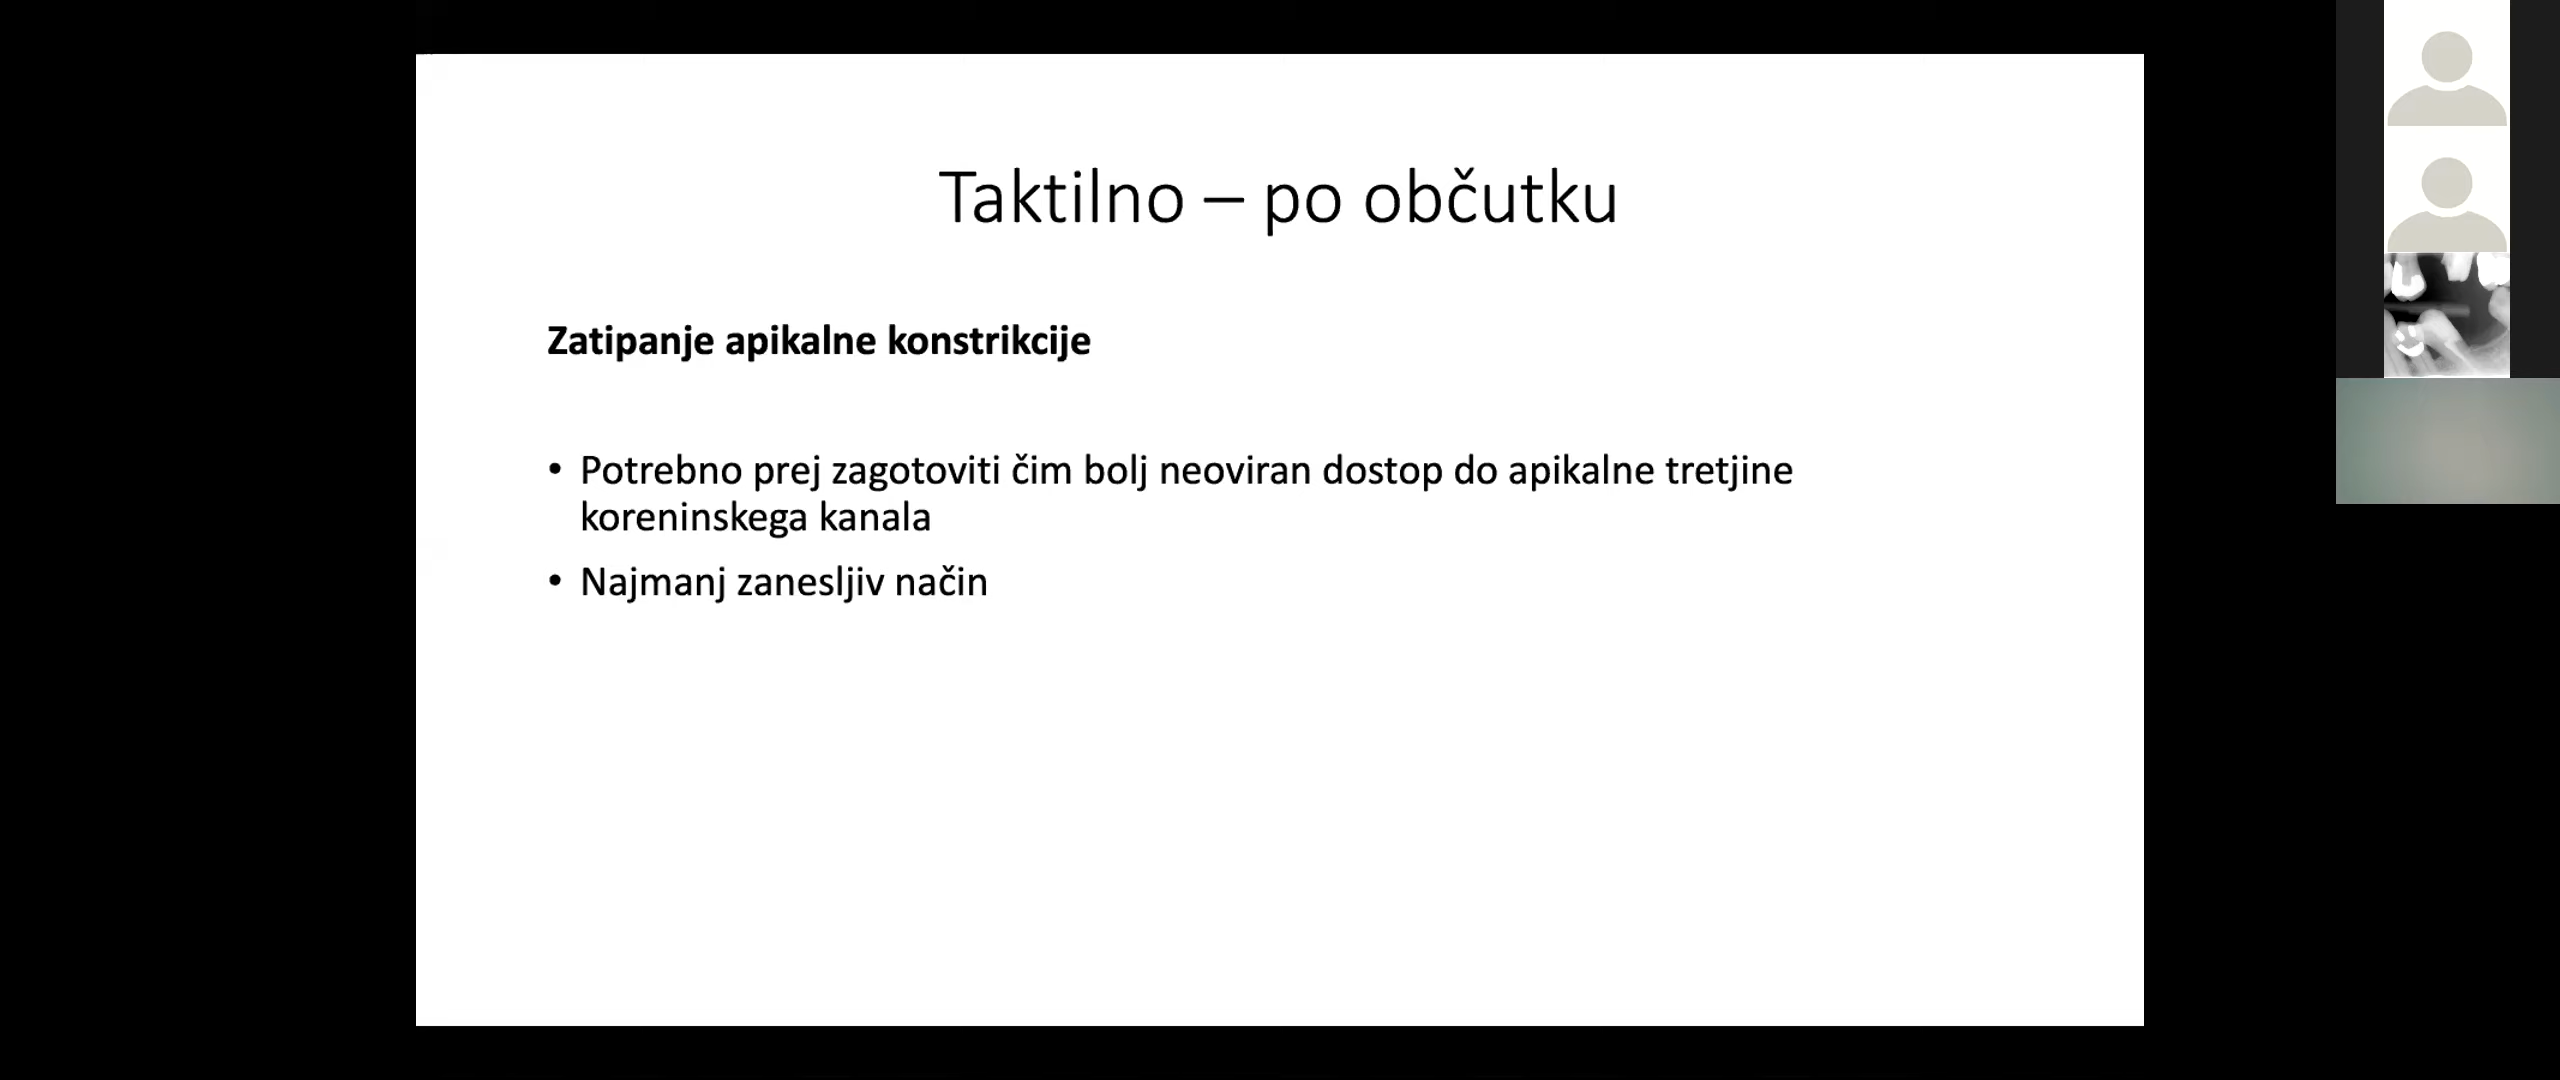 Taktilno – po občutku
Zatipanje apikalne konstrikcije
• Potrebno prej zagotoviti čim bolj neoviran dostop do apikalne tretjine
koreninskega kanala
• Najmanj zanesljiv način